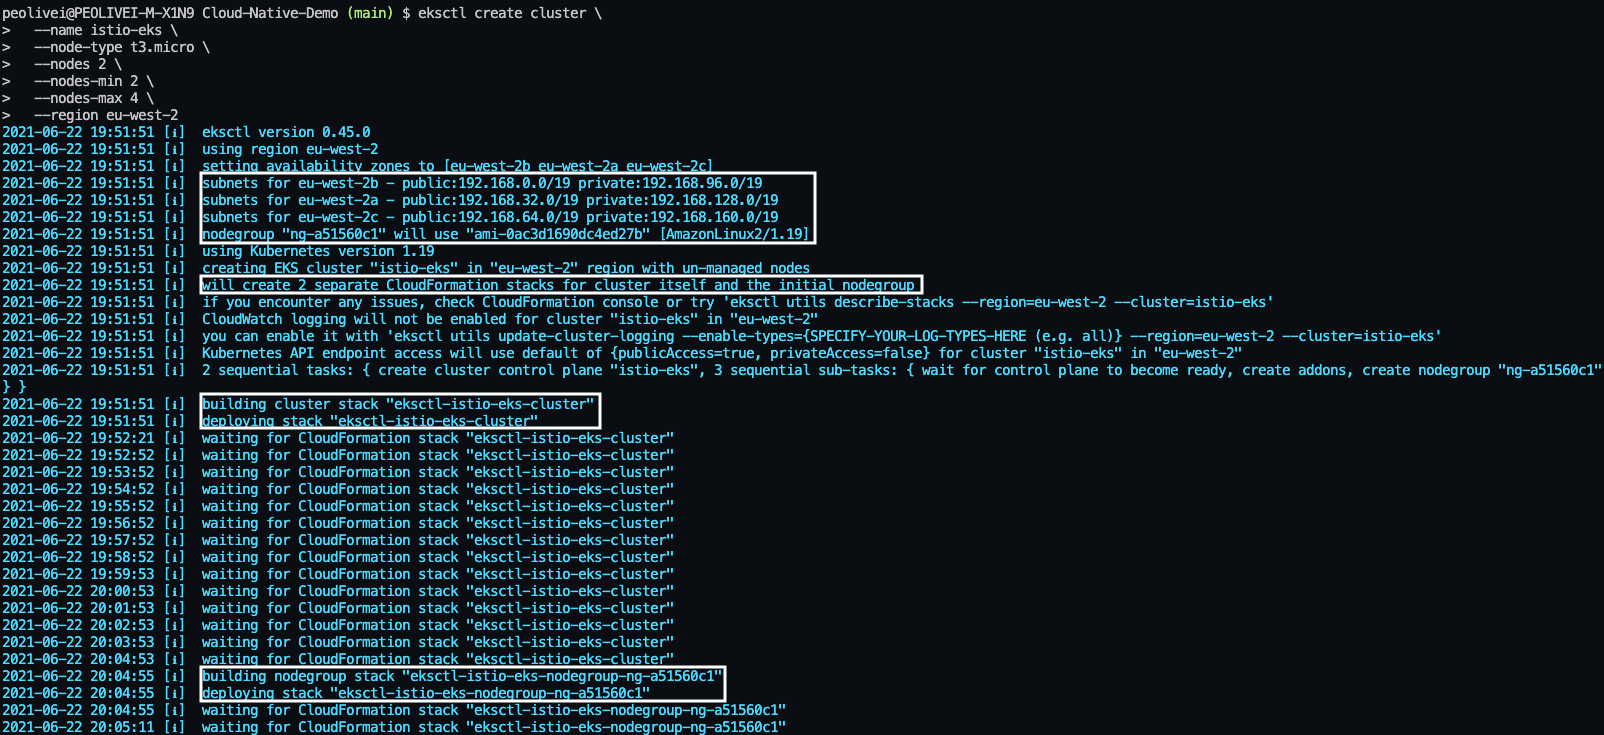 peolivei@PEOLIVEI-M-X1N9 Cloud-Native-Demo (main) $ eksctl create cluster \
>   --name istio-eks \
>   --node-type t3.micro \
>   --nodes 2 \
>   --nodes-min 2 \
>   --nodes-max 4 \
>   --region eu-west-2
2021-06-22 19:51:51 [ℹ]  eksctl version 0.45.0
2021-06-22 19:51:51 [ℹ]  using region eu-west-2
2021-06-22 19:51:51 [ℹ]  setting availability zones to [eu-west-2b eu-west-2a eu-west-2c]
2021-06-22 19:51:51 [ℹ]  subnets for eu-west-2b - public:192.168.0.0/19 private:192.168.96.0/19
2021-06-22 19:51:51 [ℹ]  subnets for eu-west-2a - public:192.168.32.0/19 private:192.168.128.0/19
2021-06-22 19:51:51 [ℹ]  subnets for eu-west-2c - public:192.168.64.0/19 private:192.168.160.0/19
2021-06-22 19:51:51 [ℹ]  nodegroup "ng-a51560c1" will use "ami-0ac3d1690dc4ed27b" [AmazonLinux2/1.19]
2021-06-22 19:51:51 [ℹ]  using Kubernetes version 1.19
2021-06-22 19:51:51 [ℹ]  creating EKS cluster "istio-eks" in "eu-west-2" region with un-managed nodes
2021-06-22 19:51:51 [ℹ]  will create 2 separate CloudFormation stacks for cluster itself and the initial nodegroup
2021-06-22 19:51:51 [ℹ]  if you encounter any issues, check CloudFormation console or try 'eksctl utils describe-stacks --region=eu-west-2 --cluster=istio-eks'
2021-06-22 19:51:51 [ℹ]  CloudWatch logging will not be enabled for cluster "istio-eks" in "eu-west-2"
2021-06-22 19:51:51 [ℹ]  you can enable it with 'eksctl utils update-cluster-logging --enable-types={SPECIFY-YOUR-LOG-TYPES-HERE (e.g. all)} --region=eu-west-2 --cluster=istio-eks'
2021-06-22 19:51:51 [ℹ]  Kubernetes API endpoint access will use default of {publicAccess=true, privateAccess=false} for cluster "istio-eks" in "eu-west-2"
2021-06-22 19:51:51 [ℹ]  2 sequential tasks: { create cluster control plane "istio-eks", 3 sequential sub-tasks: { wait for control plane to become ready, create addons, create nodegroup "ng-a51560c1"
} }
2021-06-22 19:51:51 [ℹ]  building cluster stack "eksctl-istio-eks-cluster"
2021-06-22 19:51:51 [ℹ]  deploying stack "eksctl-istio-eks-cluster"
2021-06-22 19:52:21 [ℹ]  waiting for CloudFormation stack "eksctl-istio-eks-cluster"
2021-06-22 19:52:52 [ℹ]  waiting for CloudFormation stack "eksctl-istio-eks-cluster"
2021-06-22 19:53:52 [ℹ]  waiting for CloudFormation stack "eksctl-istio-eks-cluster"
2021-06-22 19:54:52 [ℹ]  waiting for CloudFormation stack "eksctl-istio-eks-cluster"
2021-06-22 19:55:52 [ℹ]  waiting for CloudFormation stack "eksctl-istio-eks-cluster"
2021-06-22 19:56:52 [ℹ]  waiting for CloudFormation stack "eksctl-istio-eks-cluster"
2021-06-22 19:57:52 [ℹ]  waiting for CloudFormation stack "eksctl-istio-eks-cluster"
2021-06-22 19:58:52 [ℹ]  waiting for CloudFormation stack "eksctl-istio-eks-cluster"
2021-06-22 19:59:53 [ℹ]  waiting for CloudFormation stack "eksctl-istio-eks-cluster"
2021-06-22 20:00:53 [ℹ]  waiting for CloudFormation stack "eksctl-istio-eks-cluster"
2021-06-22 20:01:53 [ℹ]  waiting for CloudFormation stack "eksctl-istio-eks-cluster"
2021-06-22 20:02:53 [ℹ]  waiting for CloudFormation stack "eksctl-istio-eks-cluster"
2021-06-22 20:03:53 [ℹ]  waiting for CloudFormation stack "eksctl-istio-eks-cluster"
2021-06-22 20:04:53 [ℹ]  waiting for CloudFormation stack "eksctl-istio-eks-cluster"
2021-06-22 20:04:55 [ℹ]  building nodegroup stack "eksctl-istio-eks-nodegroup-ng-a51560c1"
2021-06-22 20:04:55 [ℹ]  deploying stack "eksctl-istio-eks-nodegroup-ng-a51560c1"
2021-06-22 20:04:55 [ℹ]  waiting for CloudFormation stack "eksctl-istio-eks-nodegroup-ng-a51560c1"
2021-06-22 20:05:11 [ℹ]  waiting for CloudFormation stack "eksctl-istio-eks-nodegroup-ng-a51560c1"